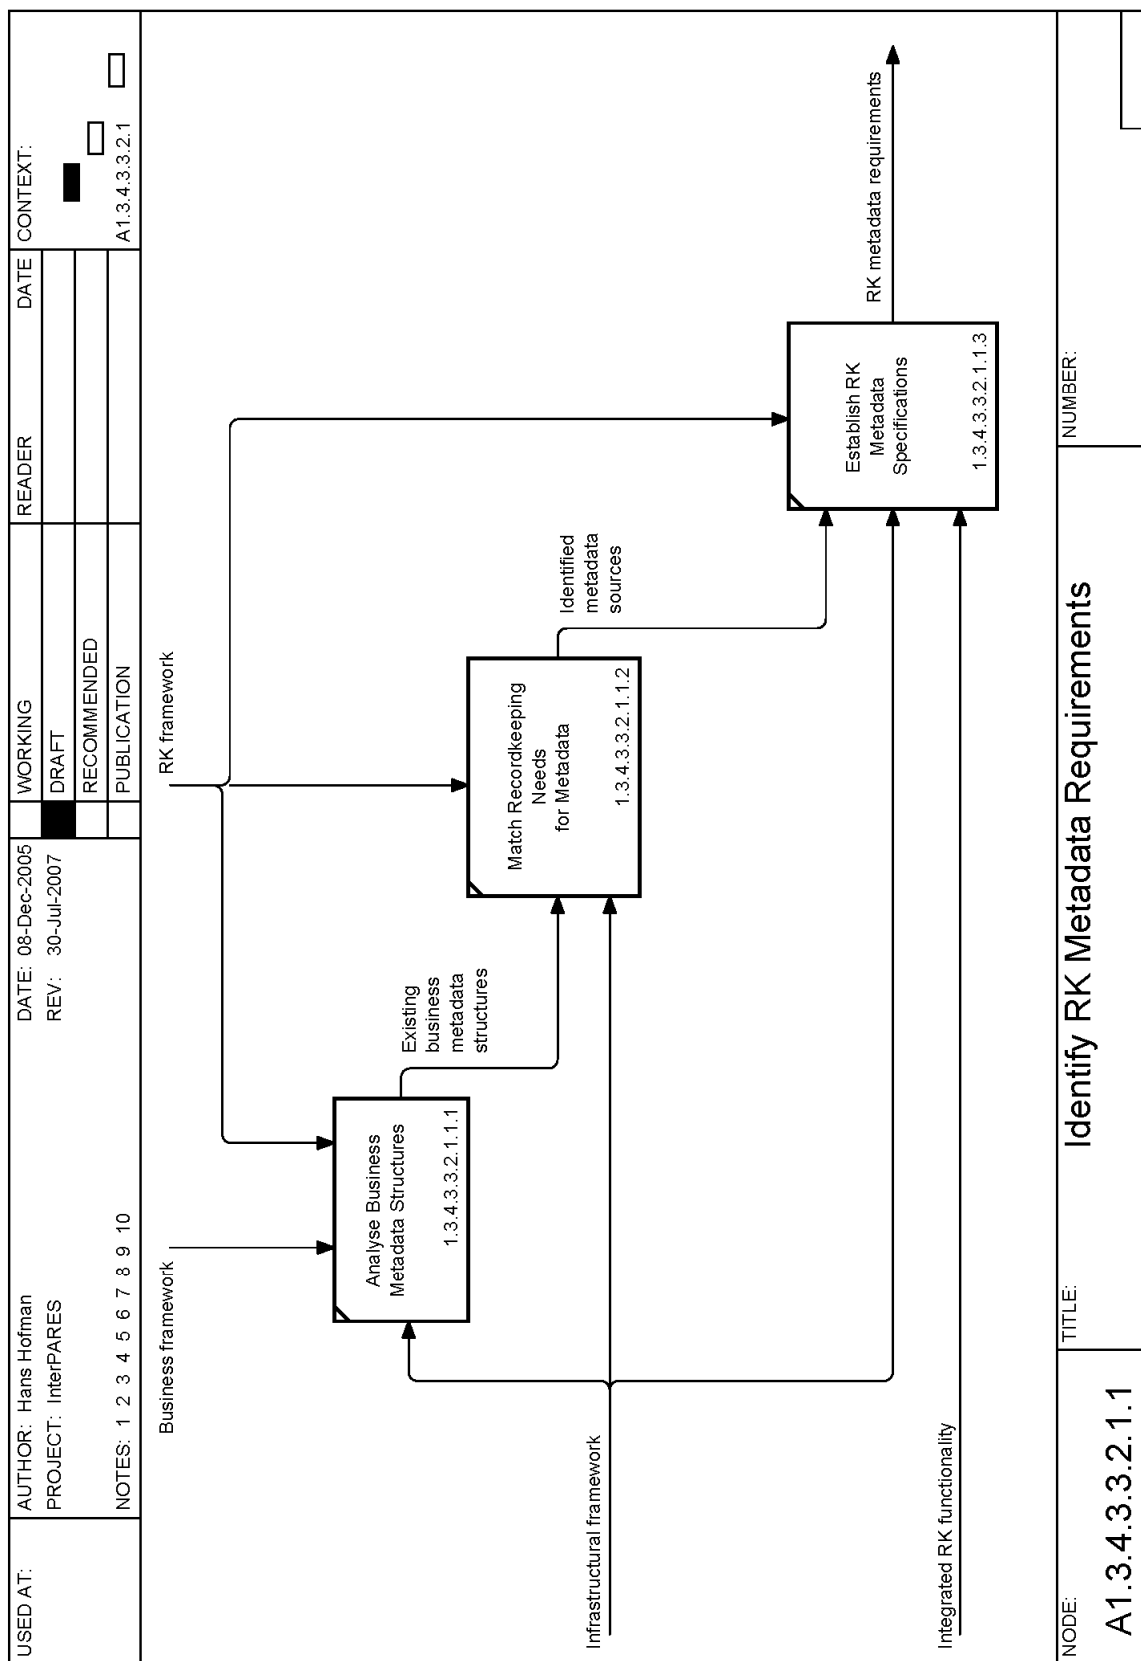 USED AT:
AUTHOR: Hans Hofman
PROJECT: InterPARES
NOTES: 1 2 3 4 5 6 7 8 9 10
DATE: 08-Dec-2005
REV: 30-Jul-2007
WORKING
DRAFT
RECOMMENDED
PUBLICATION
READER
DATE
CONTEXT:
A1.3.4.3.3.2.1
Business framework
RK framework
Analyse Business
Metadata Structures
1.3.4.3.3.2.1.1.1
Existing
business
metadata
structures
Match Recordkeeping
Needs
for Metadata
1.3.4.3.3.2.1.1.2
Identified
metadata
sources
Infrastructural framework
Establish RK
Metadata
Specifications
1.3.4.3.3.2.1.1.3
RK metadata requirements
Integrated RK functionality
NODE:
A1.3.4.3.3.2.1.1
TITLE:
Identify RK Metadata Requirements
NUMBER: